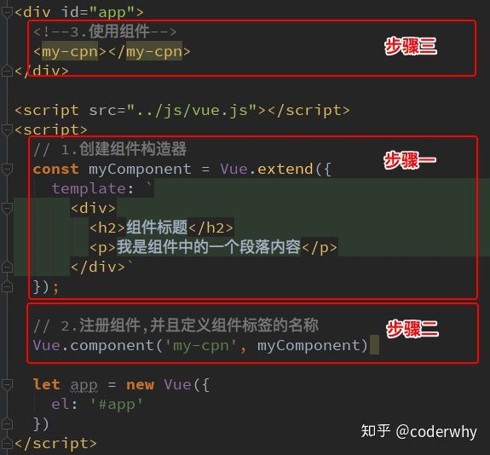 <div id="app">
<!--3.使用组件-->
<my-cpn></my-cpn>
步骤三
</div>
<script src="../js/vue.js"></script>
<script>
// 1.创建组件构造器
步骤一
const myComponent = Vue.extend({
template: `
<div>
<h2>组件标题</h2>
<p>我是组件中的一个段落内容</p>
</div>`
});
// 2.注册组件,并且定义组件标签的名称
步骤二
Vue.component('my-cpn', myComponent)
let app = new Vue({
el: '#app'
})
知乎 @coderwhy
</script>